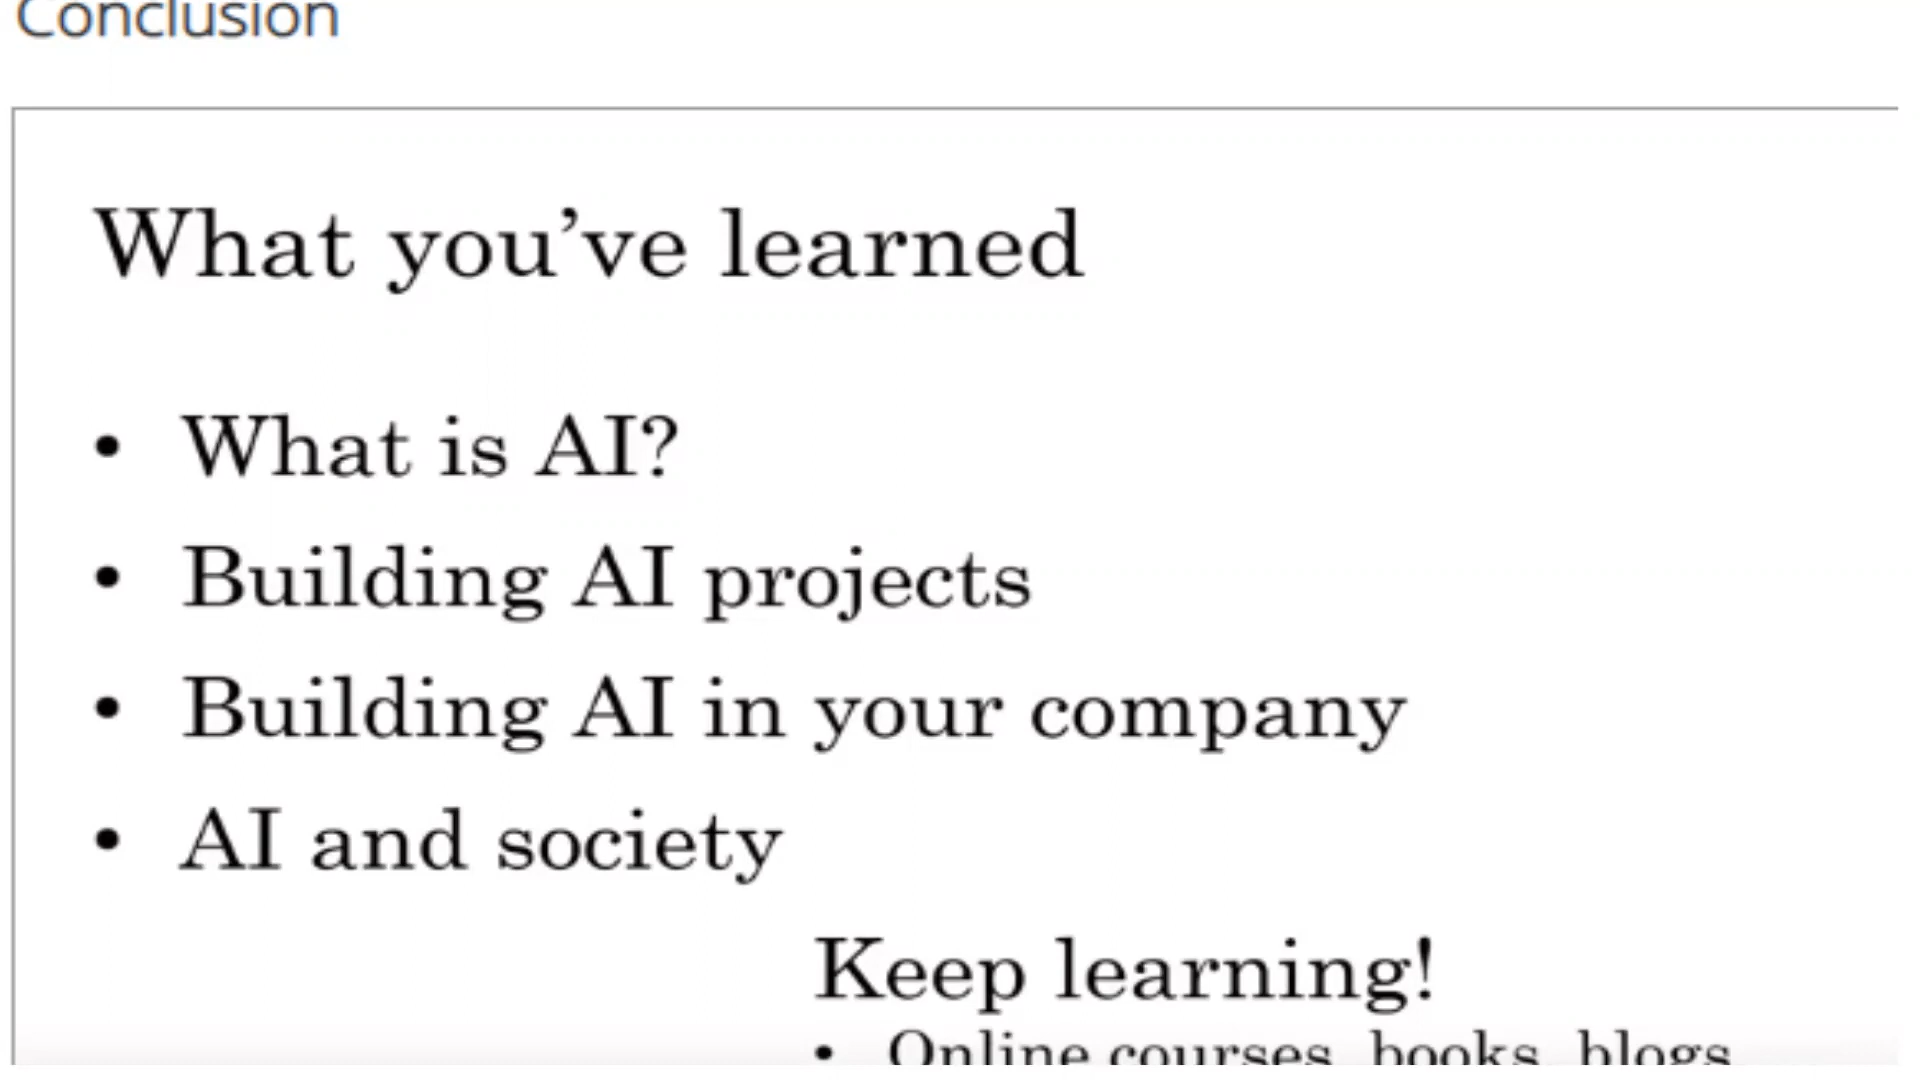 Conclusion
What you’ve learned
• What is AI?
• Building AI projects
• Building AI in your company
• AI and society
Keep learning!
• Online courses, books, blogs